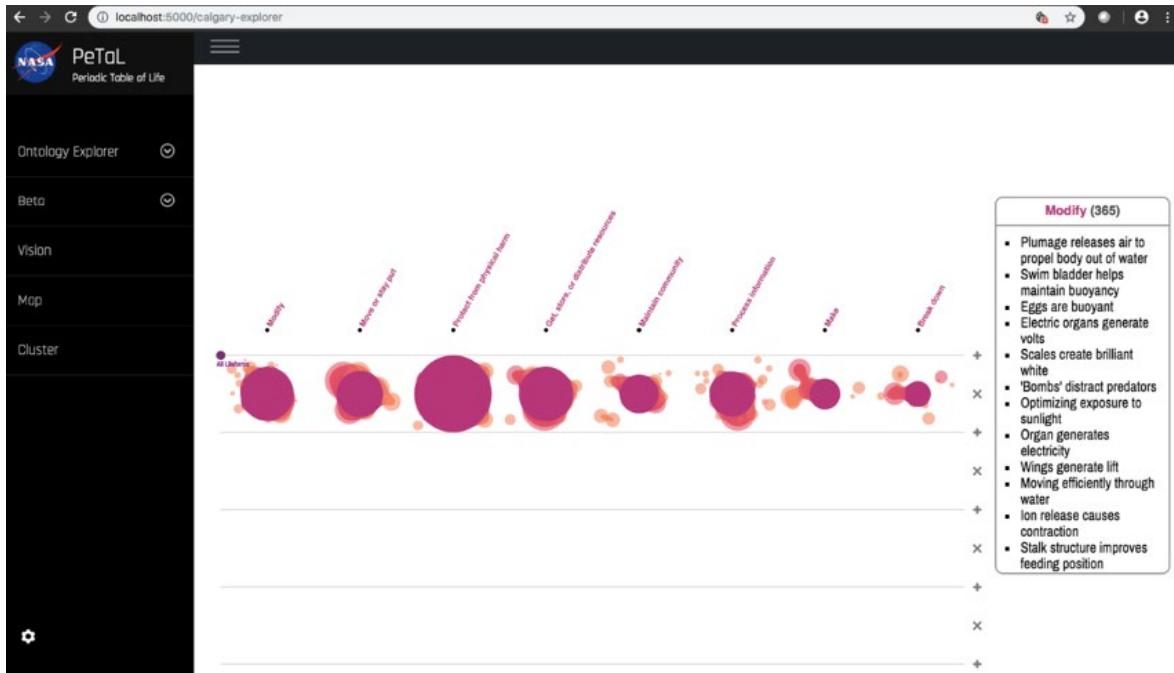 localhost:5000/calgary-explorer
NASA
PeTaL
Periodic Table of Life
Ontology Explorer
Beta
Vision
Map
Cluster
Modify
Move or stay put
Protect from physical harm
Get, store, or distribute resources
Maintain community
Process information
Make
Break down
All Lifeforms
Modify (365)
Plumage releases air to
propel body out of water
Swim bladder helps
maintain buoyancy
Eggs are buoyant
Electric organs generate
volts
Scales create brilliant
white
'Bombs' distract predators
Optimizing exposure to
sunlight
Organ generates
electricity
Wings generate lift
Moving efficiently through
water
Ion release causes
contraction
Stalk structure improves
feeding position